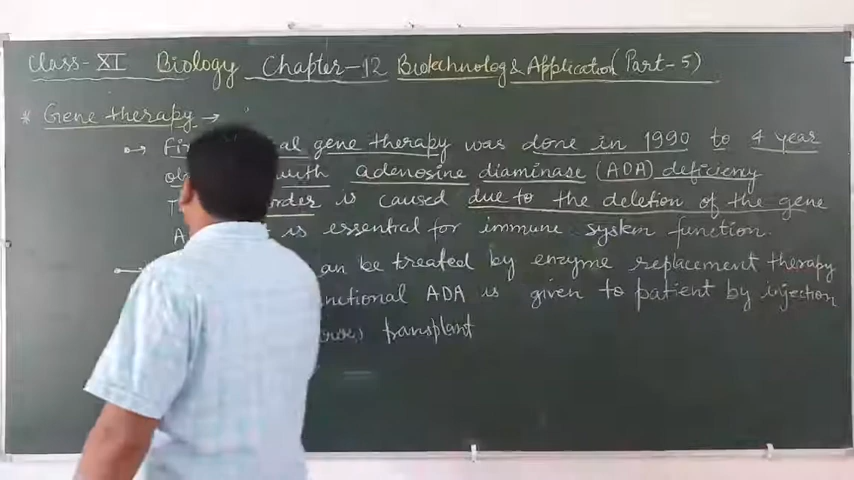 Class-XI Biology Chapter-12 Biotechnolog & Application (Part-5)
* Gene therapy →
→ al gene therapy was done in 1990 to 4 year
with adenosine diaminase (ADA) deficiency
order is caused due to the deletion of the gene
A is essential for immune system function.
an be treated by enzyme replacement therapy
nctional ADA is given to patient by injection
transplant